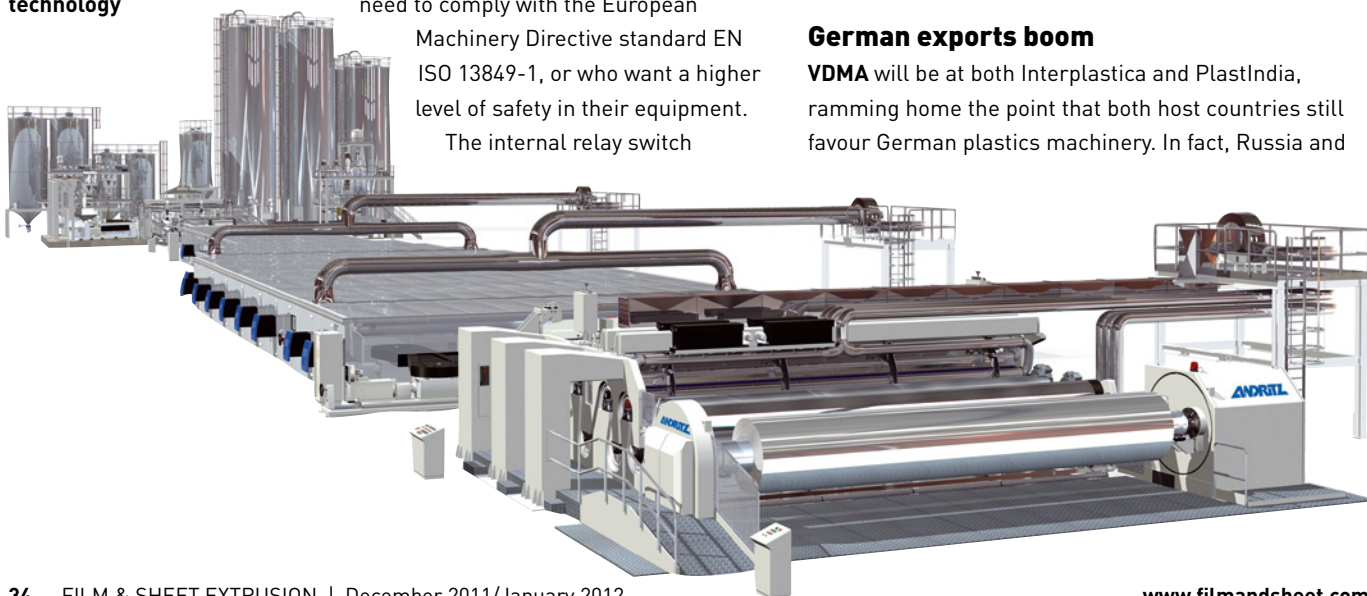 technology
need to comply with the European
Machinery Directive standard EN
ISO 13849-1, or who want a higher
level of safety in their equipment.
The internal relay switch
German exports boom
VDMA will be at both Interplastica and PlastIndia,
ramming home the point that both host countries still
favour German plastics machinery. In fact, Russia and
ANDRITZ
ANDRITZ
FILM & SHEET EXTRUSION | December 2011/January 2012
www.filmandsheet.com